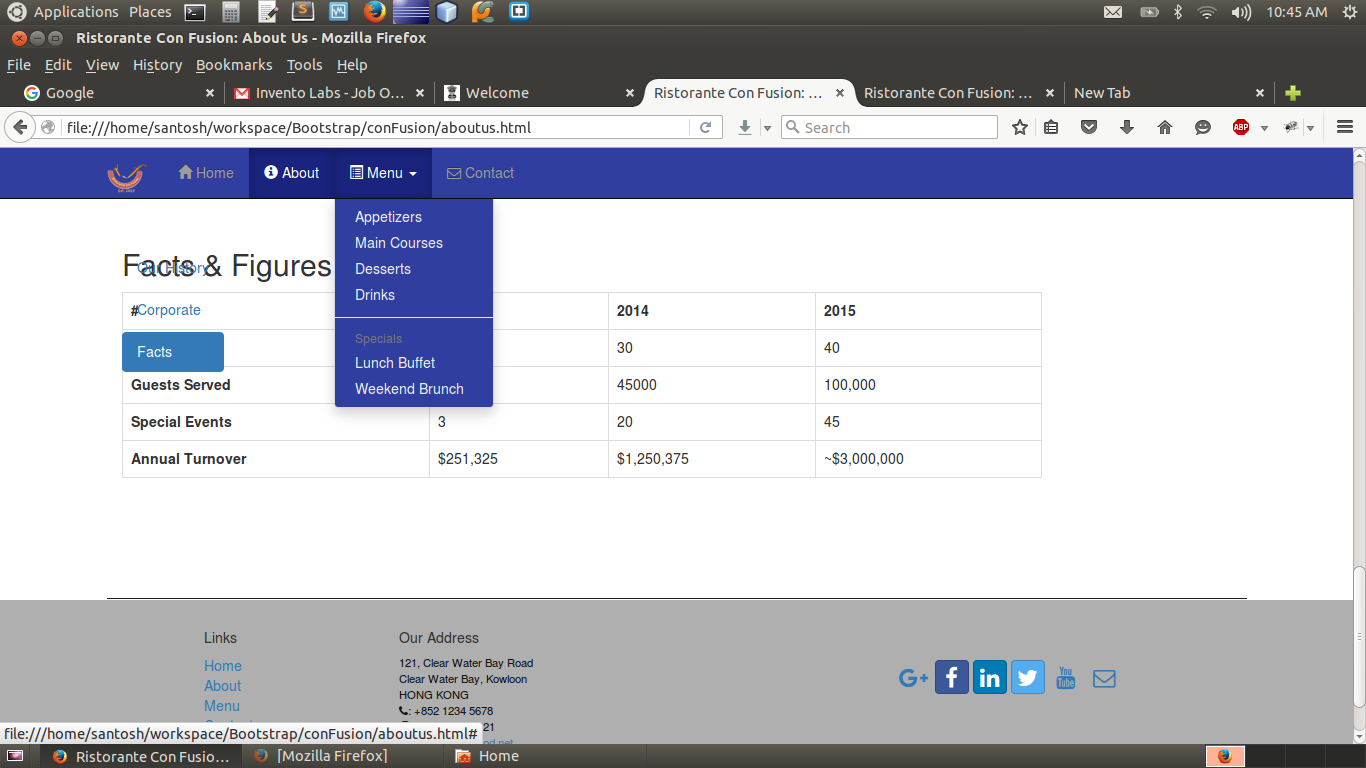 Applications Places 10:45 AM
Ristorante Con Fusion: About Us - Mozilla Firefox
File Edit View History Bookmarks Tools Help
Google Invento Labs - Job O... Welcome Ristorante Con Fusion: ... Ristorante Con Fusion: ... New Tab
file:///home/santosh/workspace/Bootstrap/conFusion/aboutus.html Search ABP
Home About Menu Contact
Appetizers
Main Courses
Desserts
Drinks
Specials
Lunch Buffet
Weekend Brunch
Facts & Figures
Our History
Corporate
Facts
# 2014 2015
30 40
Guests Served 45000 100,000
Special Events 3 20 45
Annual Turnover $251,325 $1,250,375 ~$3,000,000
Links
Home
About
Menu
Our Address
121, Clear Water Bay Road
Clear Water Bay, Kowloon
HONG KONG
: +852 1234 5678
21
G+ f in You Tube
file:///home/santosh/workspace/Bootstrap/conFusion/aboutus.html#
Ristorante Con Fusio... [Mozilla Firefox] Home